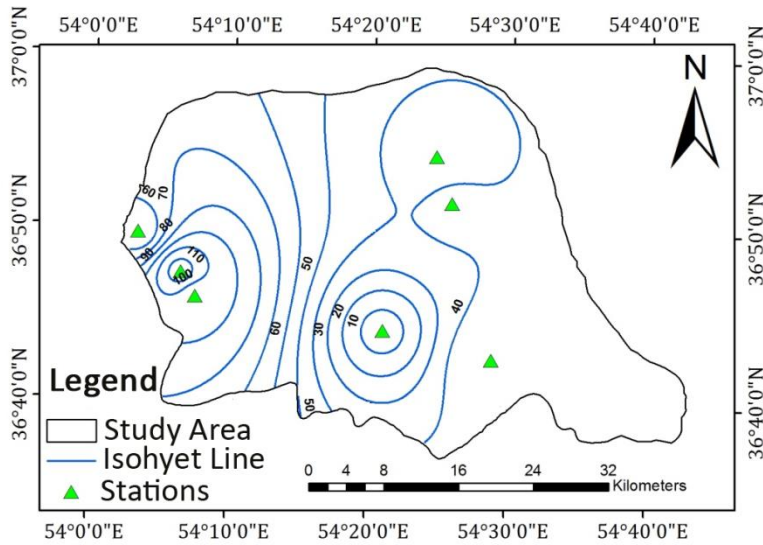 54°0'0"E 54°10'0"E 54°20'0"E 54°30'0"E 54°40'0"E
37°0'0"N
37°0'0"N
N
60
70
80
90
110
100
36°50'0"N
36°50'0"N
50
40
20
30
10
60
50
36°40'0"N
36°40'0"N
Legend
Study Area
Isohyet Line
Stations
0 2 4 8 16 24 32
Kilometers
54°0'0"E 54°10'0"E 54°20'0"E 54°30'0"E 54°40'0"E